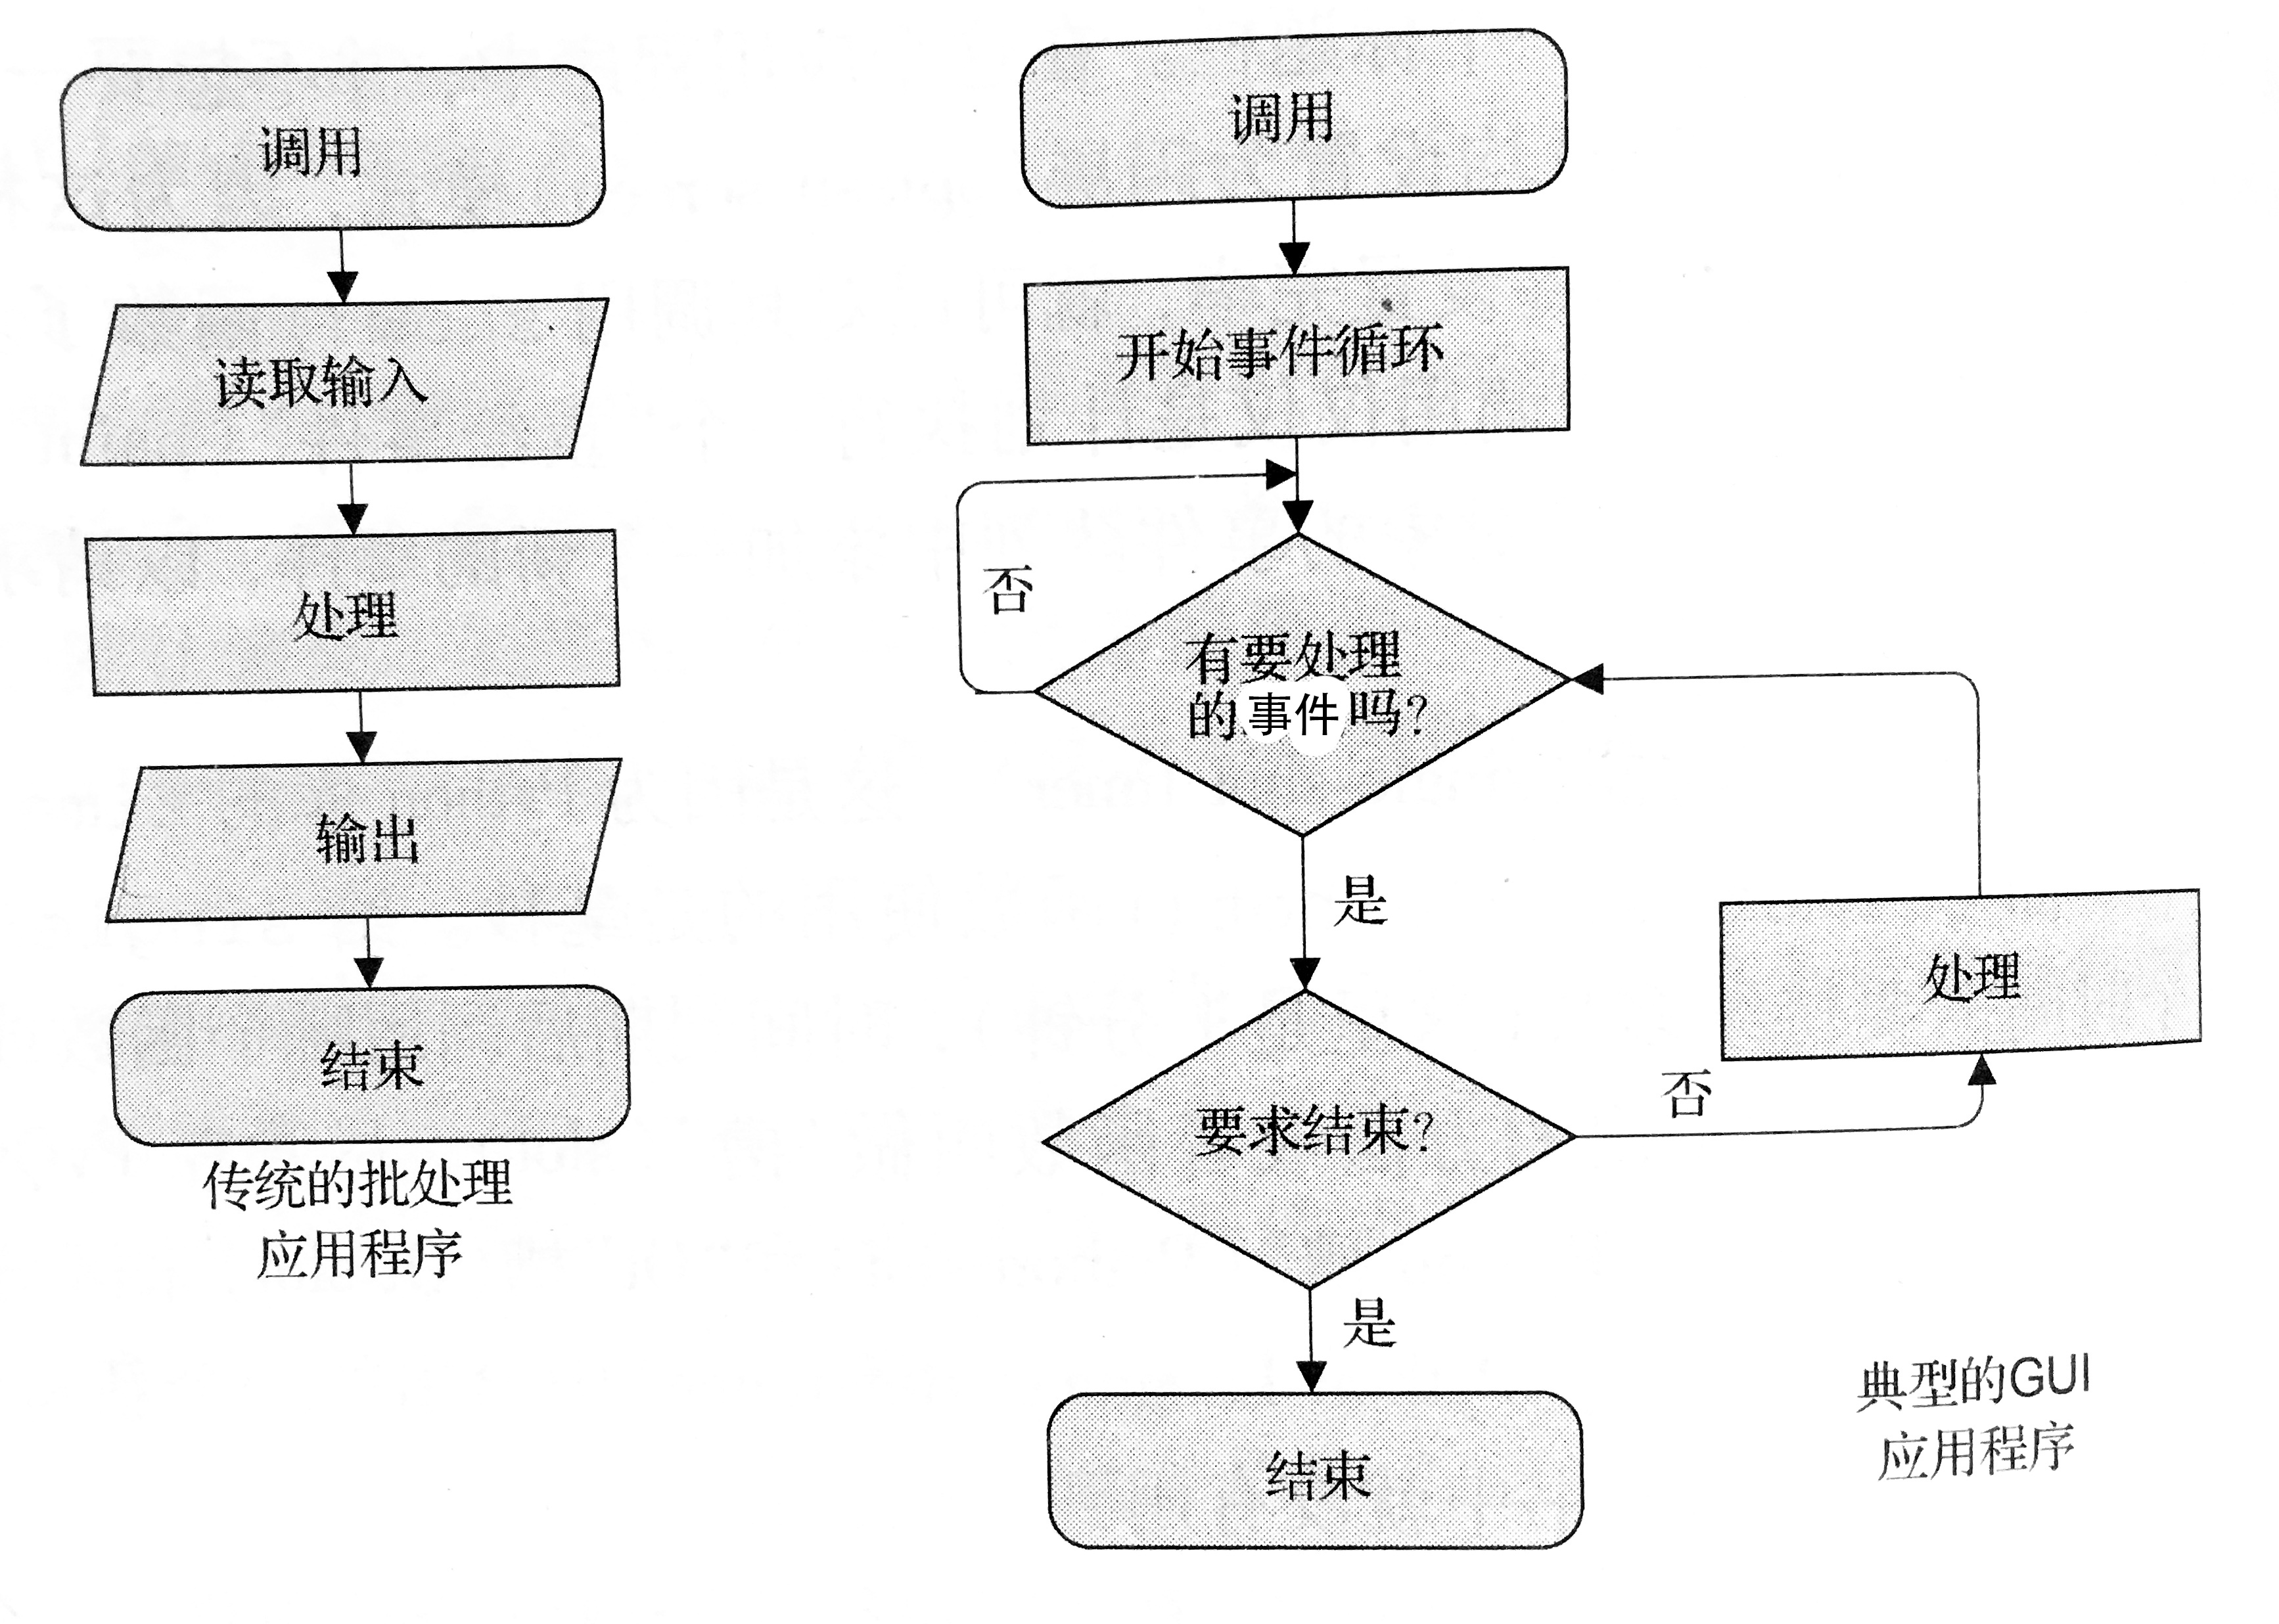 调用
读取输入
处理
输出
结束
传统的批处理
应用程序
调用
开始事件循环
否
有要处理
的事件吗?
是
处理
否
要求结束?
是
结束
典型的GUI
应用程序